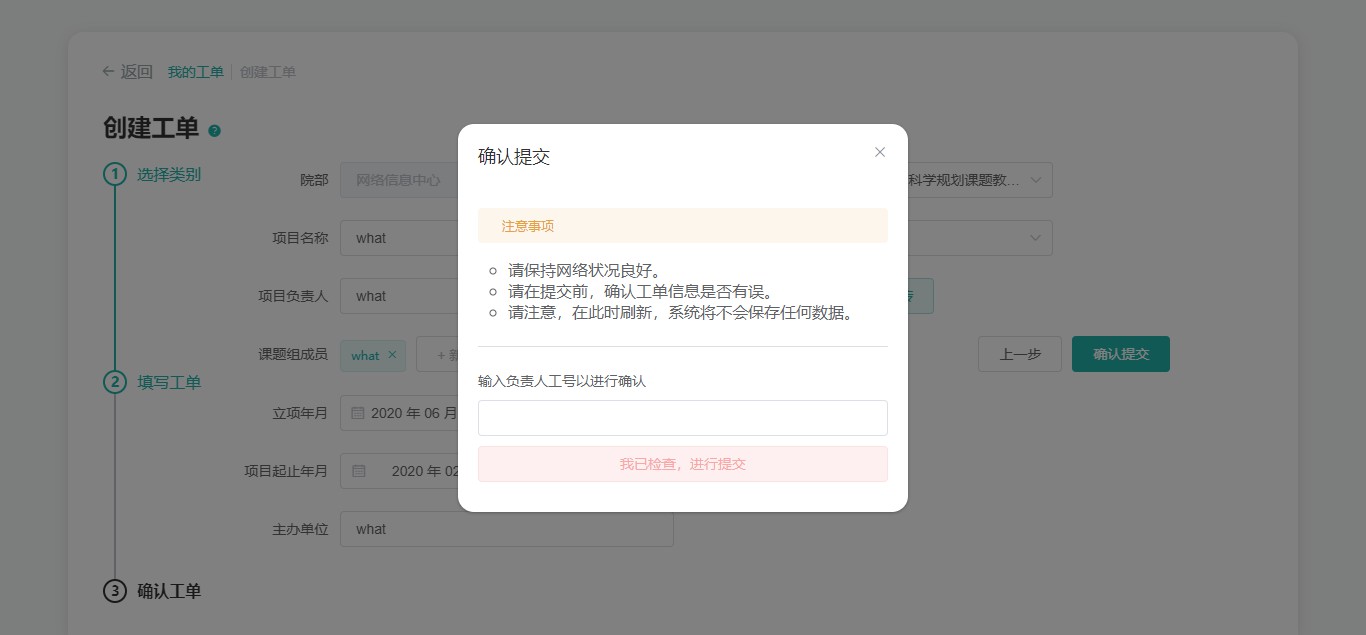 返回 我的工单 创建工单
创建工单
1 选择类别
院部 网络信息中心
科学规划课题教...
项目名称 what
项目负责人 what
课题组成员 what × +
上一步 确认提交
2 填写工单
立项年月 2020 年 06 月
项目起止年月 2020 年 02
主办单位 what
3 确认工单
确认提交
注意事项
请保持网络状况良好。
请在提交前，确认工单信息是否有误。
请注意，在此时刷新，系统将不会保存任何数据。
输入负责人工号以进行确认
我已检查，进行提交